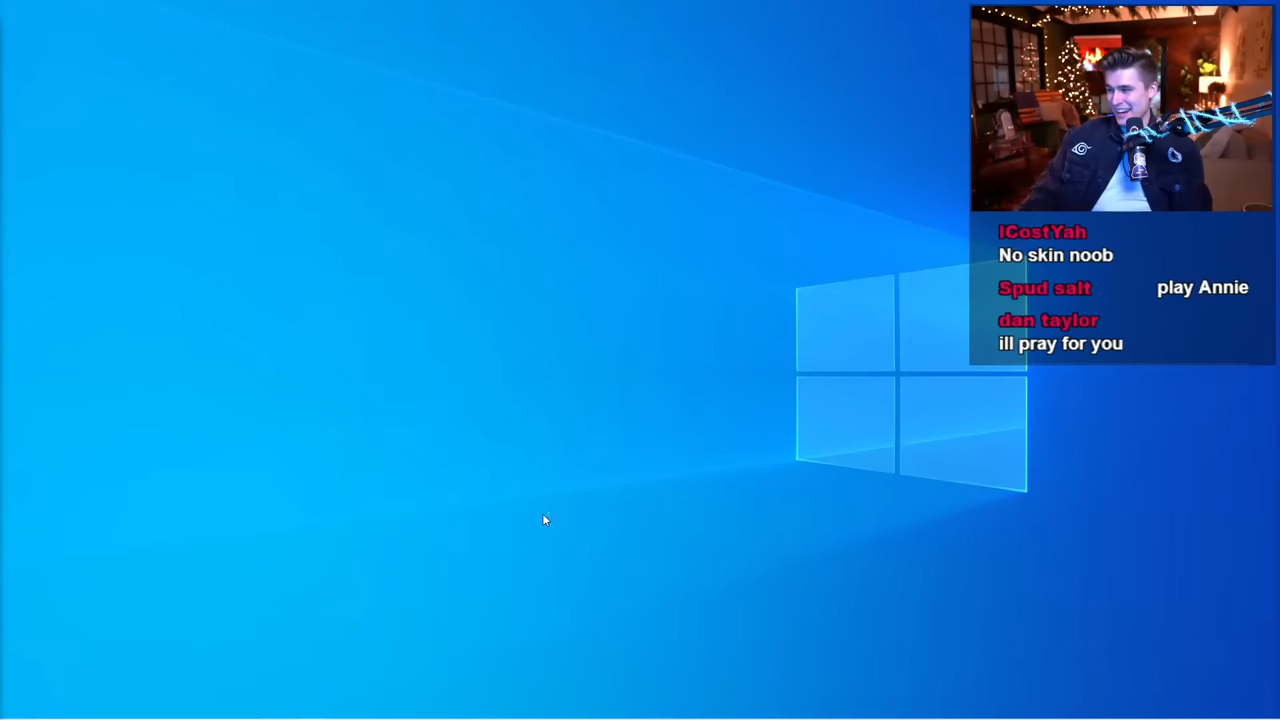 ICostYah
No skin noob
Spud salt play Annie
dan taylor
ill pray for you